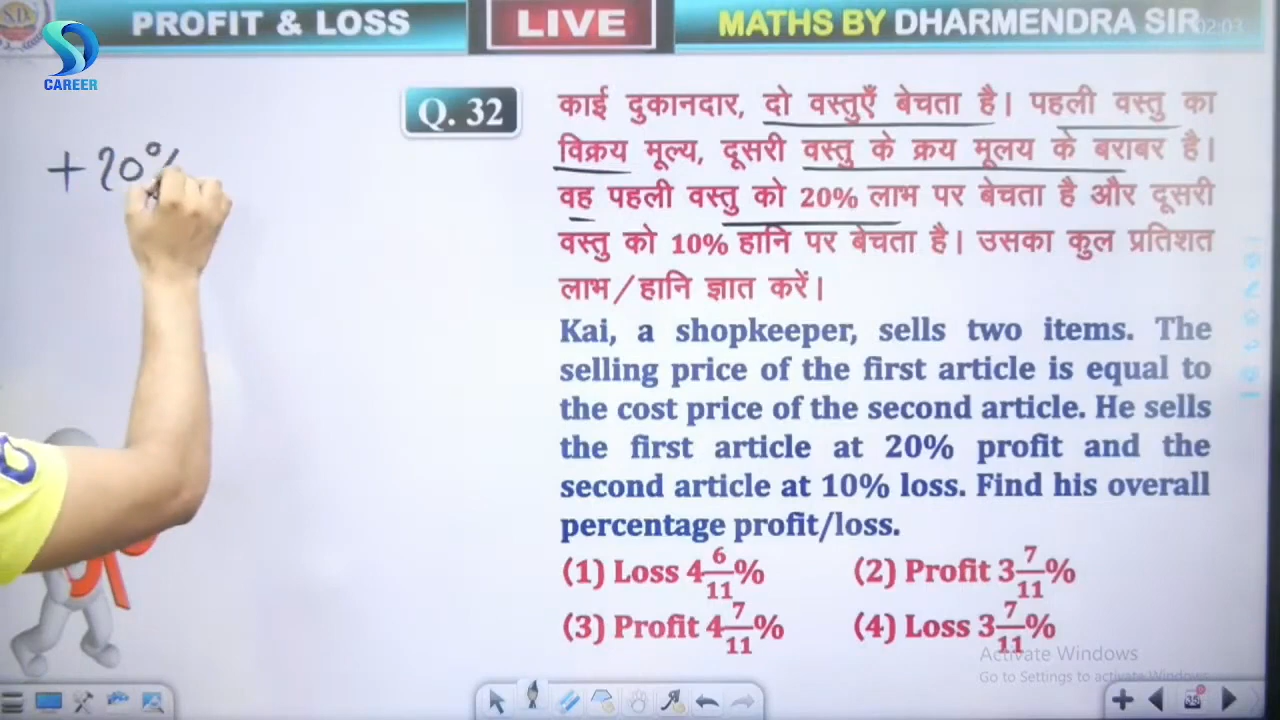 PROFIT & LOSS
LIVE
MATHS BY DHARMENDRA SIR
02:03
CAREER
+20%
Q. 32
काई दुकानदार, दो वस्तुएँ बेचता है। पहली वस्तु का
विक्रय मूल्य, दूसरी वस्तु के क्रय मूलय के बराबर है।
वह पहली वस्तु को 20% लाभ पर बेचता है और दूसरी
वस्तु को 10% हानि पर बेचता है। उसका कुल प्रतिशत
लाभ/हानि ज्ञात करें।
Kai, a shopkeeper, sells two items. The
selling price of the first article is equal to
the cost price of the second article. He sells
the first article at 20% profit and the
second article at 10% loss. Find his overall
percentage profit/loss.
(1) Loss 4 6/11% (2) Profit 3 7/11%
(3) Profit 4 7/11% (4) Loss 3 7/11%
Activate Windows
Go to Settings to activate Windows